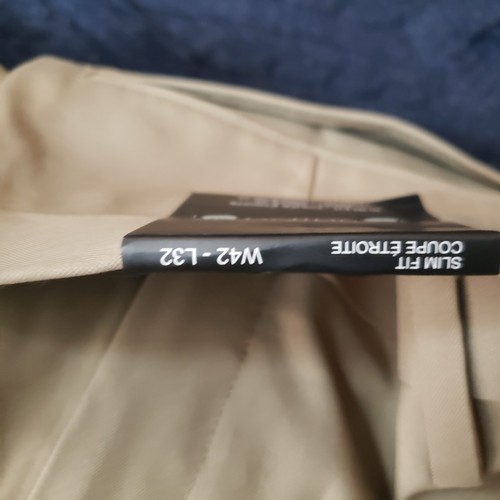 SLIM FIT
COUPE ÉTROITE
W42 - L32